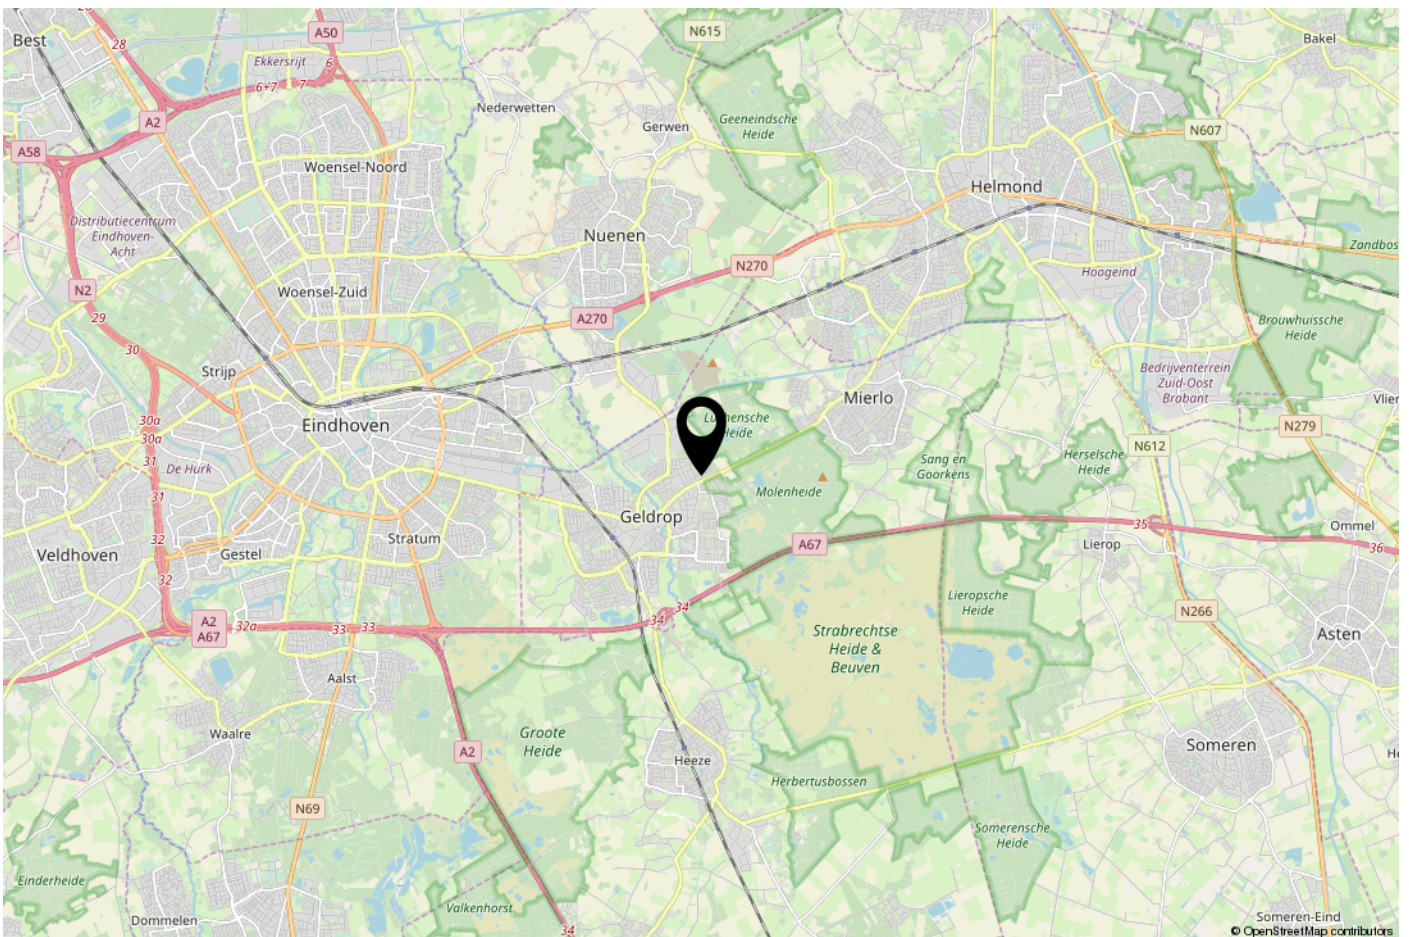 28
A50
N615
Best
Bakel
Ekkersrijt
6
6+7
7
Nederwetten
Gerwen
Geeneindsche
Heide
A2
N607
A58
Woensel-Noord
Helmond
Distributiecentrum
Eindhoven-
Acht
Nuenen
Zandbos
N270
Hoogeind
N2
Woensel-Zuid
29
A270
Brouwhuissche
Heide
30
Strijp
Bedrijventerrein
Zuid-Oost
Brabant
Mierlo
Vlier
30a
30a
Eindhoven
N279
N612
31
De Hurk
Sang en
Goorkens
Herselsche
Heide
Molenheide
31
Geldrop
32
Stratum
A67
35
Ommel
Lierop
36
Veldhoven
Gestel
32
Lieropsche
Heide
34
34
N266
A2
A67
32a
33
33
Strabrechtse
Heide &
Beuven
Asten
Aalst
Waalre
Groote
Heide
A2
Heeze
Someren
Herbertusbossen
N69
Somerensche
Heide
Einderheide
Valkenhorst
Dommelen
34
Someren-Eind
© OpenStreetMap contributors